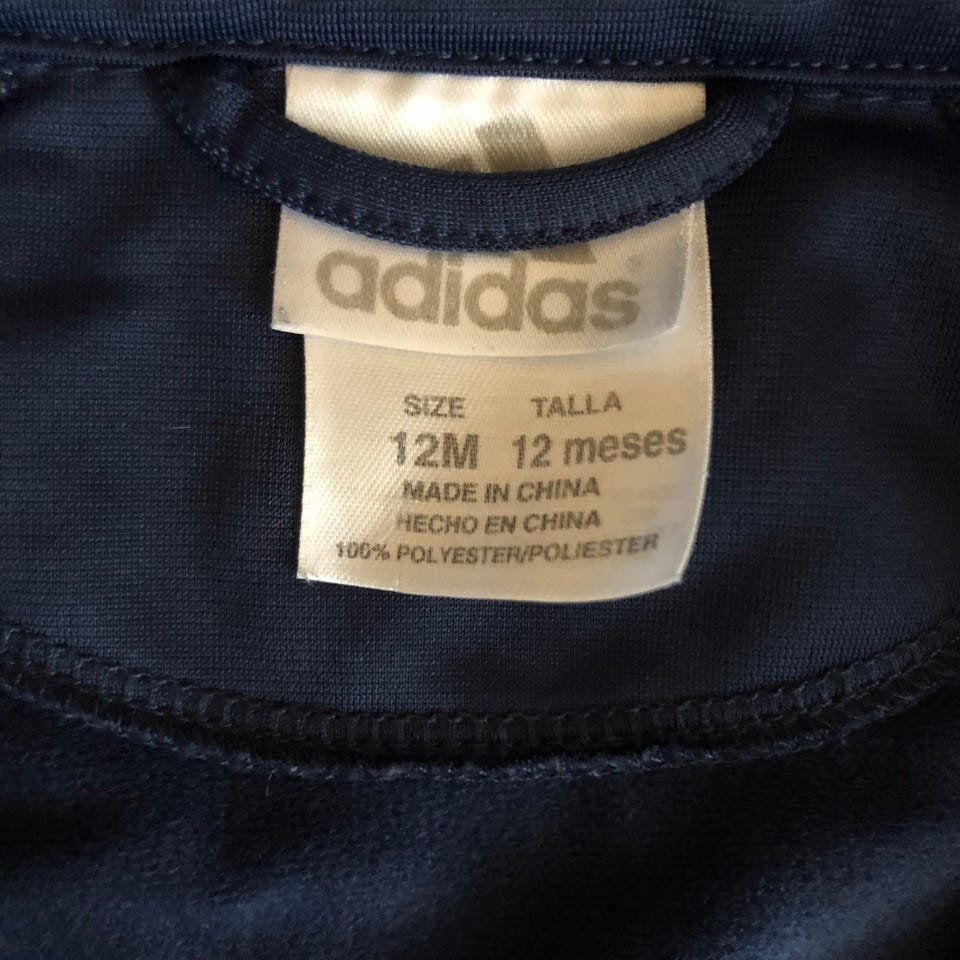 adidas
SIZE TALLA
12M 12 meses
MADE IN CHINA
HECHO EN CHINA
100% POLYESTER/POLIESTER